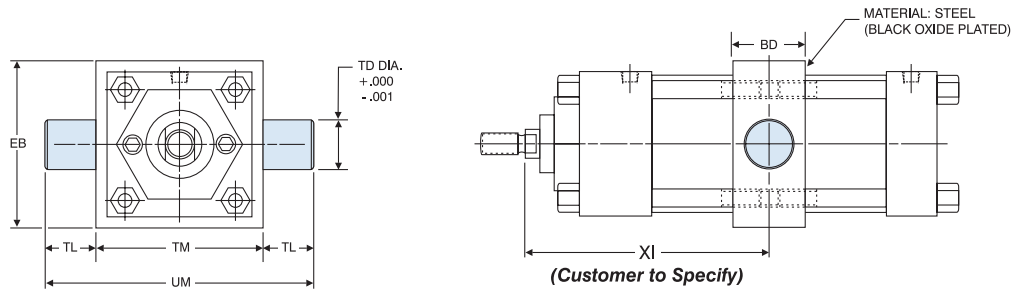 MATERIAL: STEEL
(BLACK OXIDE PLATED)
BD
TD DIA.
+.000
- .001
EB
TL
TM
TL
UM
XI
(Customer to Specify)